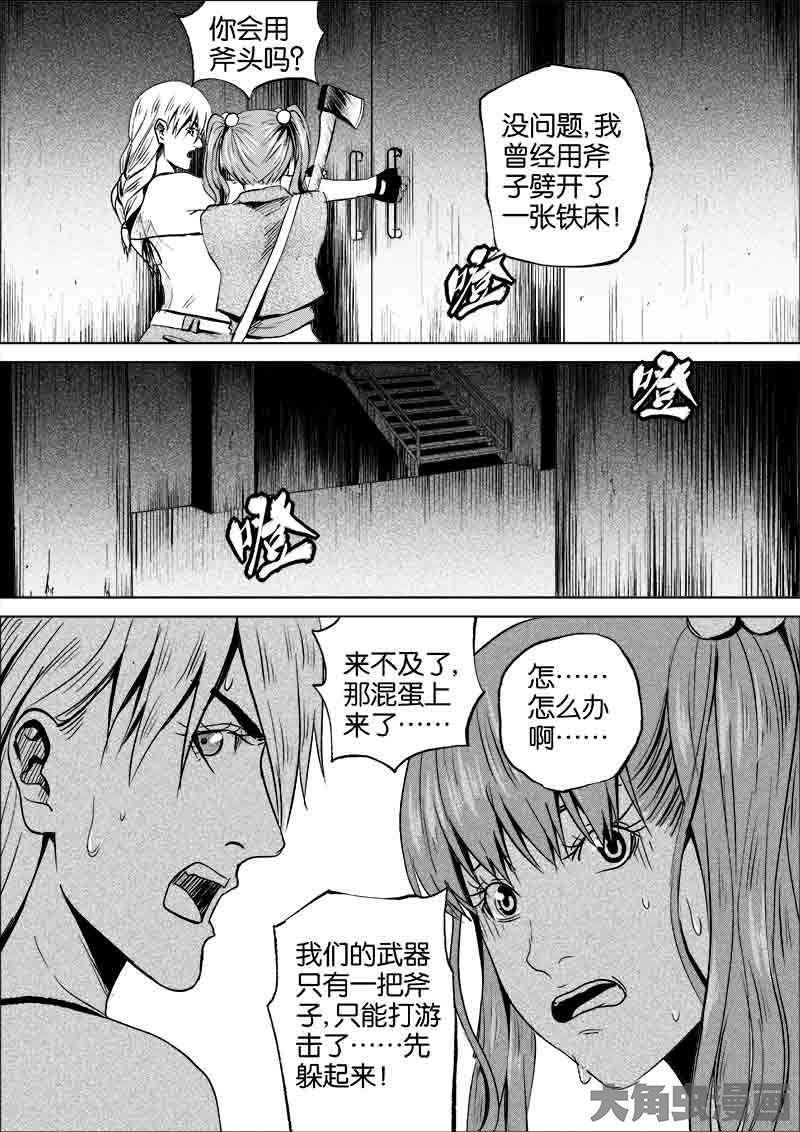 你会用
斧头吗？
没问题，我
曾经用斧
子劈开了
一张铁床！
噔
噔
噔
来不及了，
那混蛋上
来了……
怎……
怎么办
啊……
我们的武器
只有一把斧
子，只能打游
击了……先
躲起来！
大角虫漫画